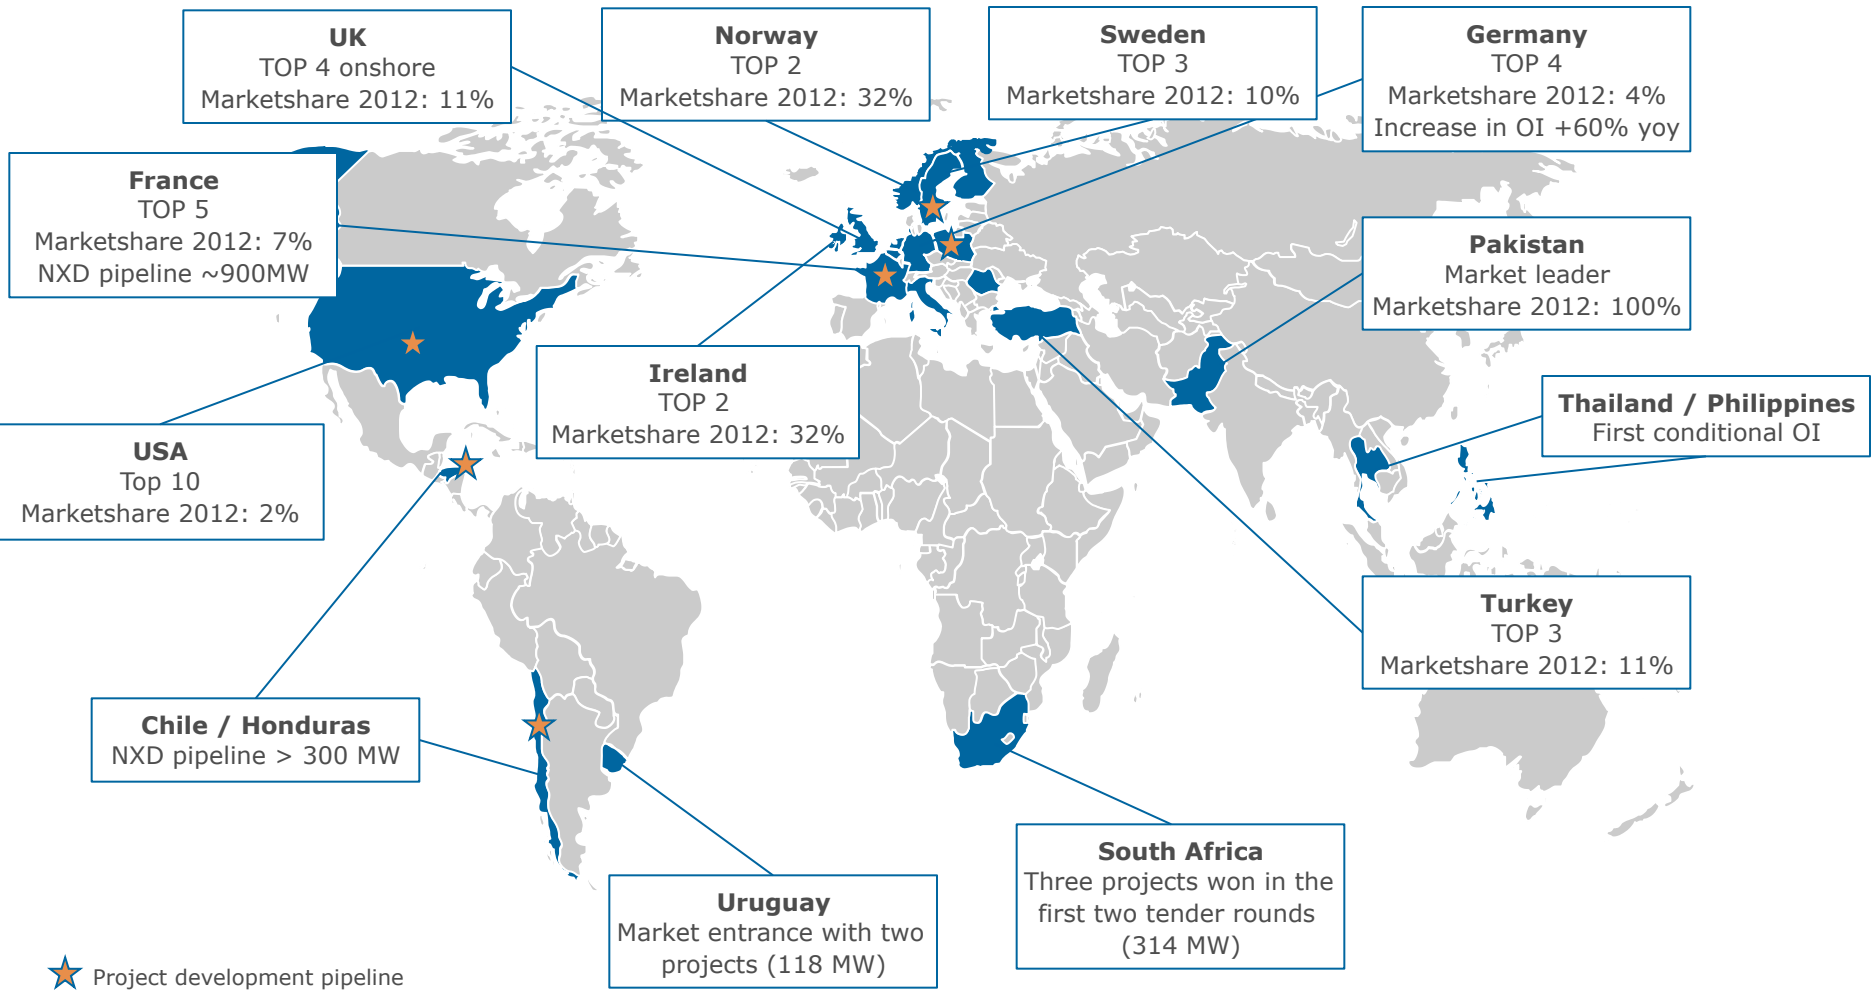 UK
TOP 4 onshore
Marketshare 2012: 11%
Norway
TOP 2
Marketshare 2012: 32%
Sweden
TOP 3
Marketshare 2012: 10%
Germany
TOP 4
Marketshare 2012: 4%
Increase in OI +60% yoy
France
TOP 5
Marketshare 2012: 7%
NXD pipeline ~900MW
Pakistan
Market leader
Marketshare 2012: 100%
Ireland
TOP 2
Marketshare 2012: 32%
Thailand / Philippines
First conditional OI
USA
Top 10
Marketshare 2012: 2%
Turkey
TOP 3
Marketshare 2012: 11%
Chile / Honduras
NXD pipeline > 300 MW
South Africa
Three projects won in the
first two tender rounds
(314 MW)
Uruguay
Market entrance with two
projects (118 MW)
Project development pipeline